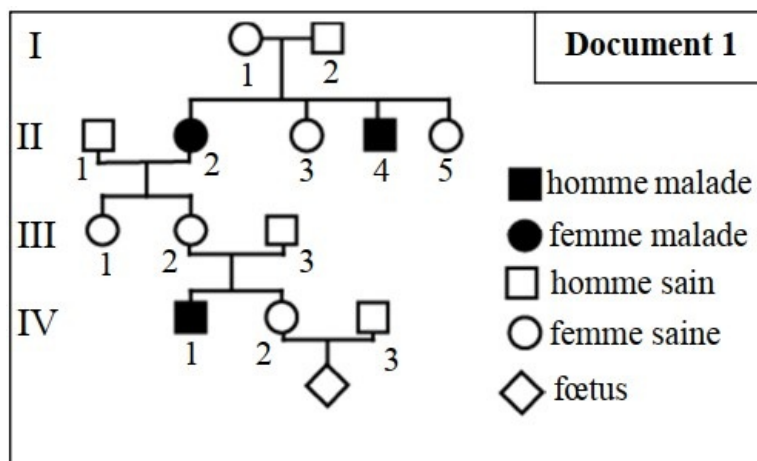 Document 1
I
1 2
II
1 2 3 4 5
III
1 2 3
IV
1 2 3
homme malade
femme malade
homme sain
femme saine
fœtus